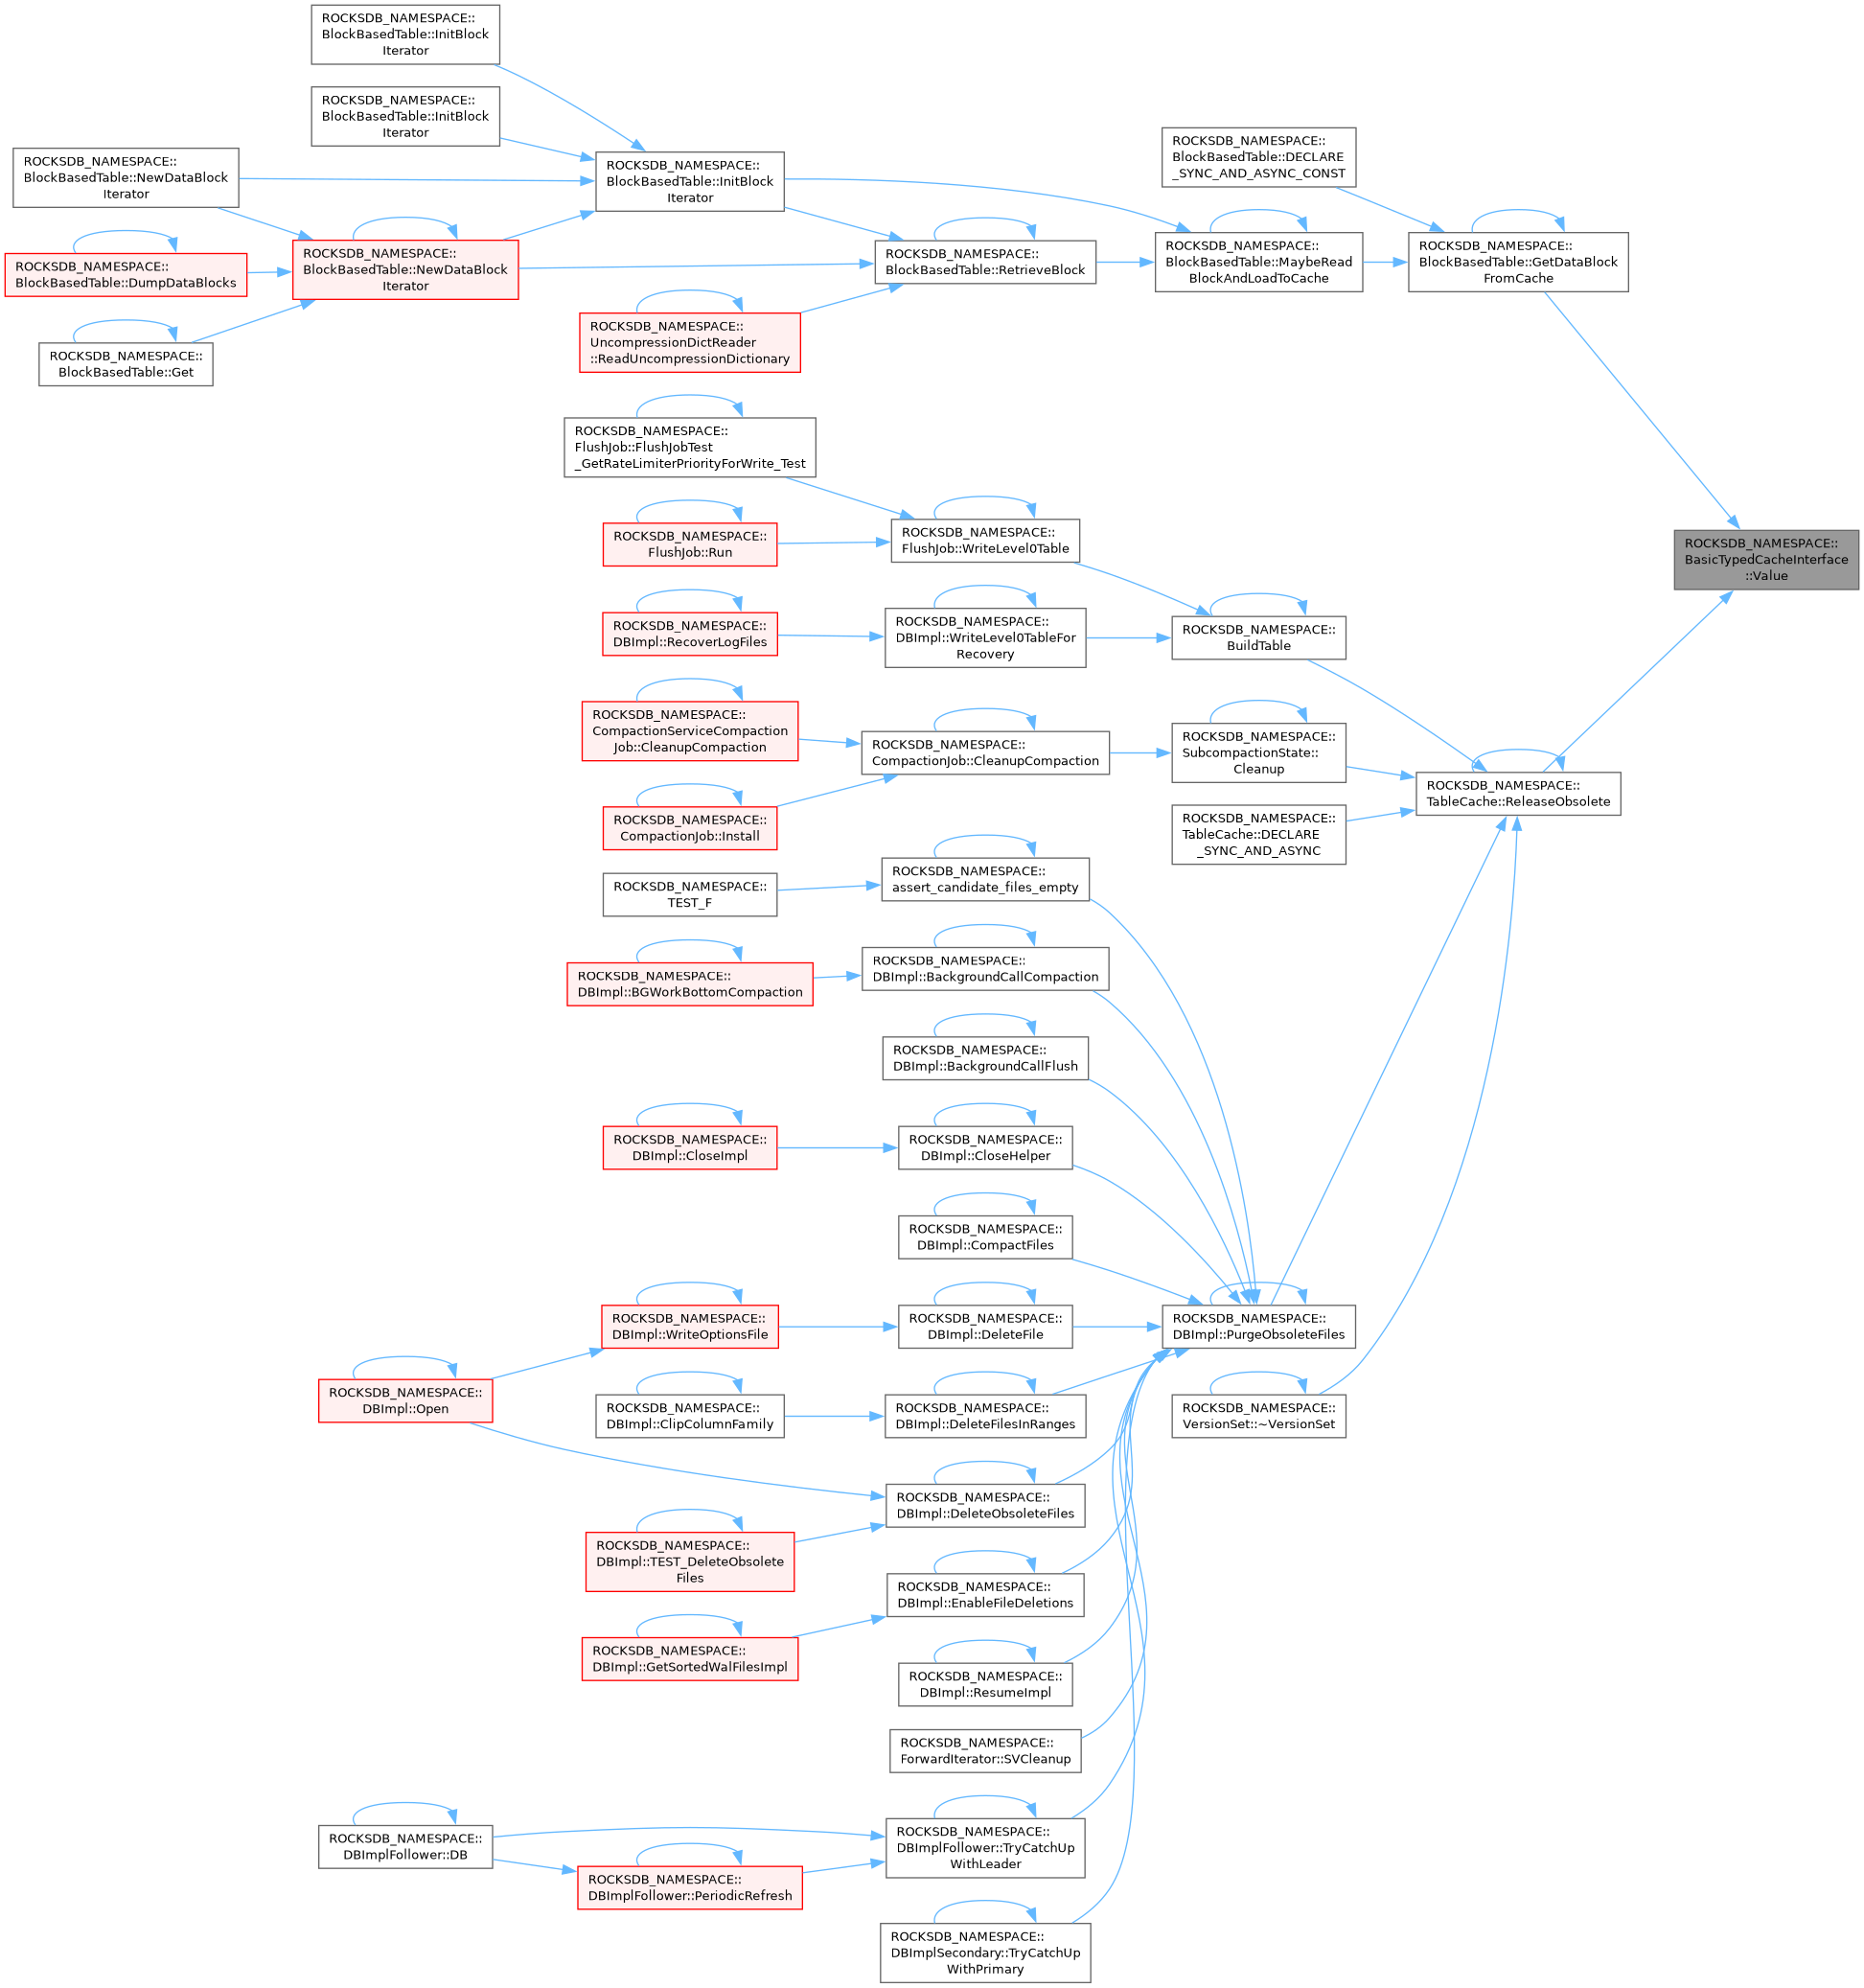 ROCKSDB_NAMESPACE::
BlockBasedTable::InitBlock
Iterator
ROCKSDB_NAMESPACE::
BlockBasedTable::InitBlock
Iterator
ROCKSDB_NAMESPACE::
BlockBasedTable::NewDataBlock
Iterator
ROCKSDB_NAMESPACE::
BlockBasedTable::DumpDataBlocks
ROCKSDB_NAMESPACE::
BlockBasedTable::Get
ROCKSDB_NAMESPACE::
BlockBasedTable::NewDataBlock
Iterator
ROCKSDB_NAMESPACE::
BlockBasedTable::InitBlock
Iterator
ROCKSDB_NAMESPACE::
BlockBasedTable::RetrieveBlock
ROCKSDB_NAMESPACE::
UncompressionDictReader
::ReadUncompressionDictionary
ROCKSDB_NAMESPACE::
BlockBasedTable::DECLARE
_SYNC_AND_ASYNC_CONST
ROCKSDB_NAMESPACE::
BlockBasedTable::MaybeRead
BlockAndLoadToCache
ROCKSDB_NAMESPACE::
BlockBasedTable::GetDataBlock
FromCache
ROCKSDB_NAMESPACE::
BasicTypedCacheInterface
::Value
ROCKSDB_NAMESPACE::
FlushJob::FlushJobTest
_GetRateLimiterPriorityForWrite_Test
ROCKSDB_NAMESPACE::
FlushJob::Run
ROCKSDB_NAMESPACE::
FlushJob::WriteLevel0Table
ROCKSDB_NAMESPACE::
DBImpl::RecoverLogFiles
ROCKSDB_NAMESPACE::
DBImpl::WriteLevel0TableFor
Recovery
ROCKSDB_NAMESPACE::
BuildTable
ROCKSDB_NAMESPACE::
CompactionServiceCompaction
Job::CleanupCompaction
ROCKSDB_NAMESPACE::
CompactionJob::CleanupCompaction
ROCKSDB_NAMESPACE::
SubcompactionState::
Cleanup
ROCKSDB_NAMESPACE::
CompactionJob::Install
ROCKSDB_NAMESPACE::
TableCache::DECLARE
_SYNC_AND_ASYNC
ROCKSDB_NAMESPACE::
TableCache::ReleaseObsolete
ROCKSDB_NAMESPACE::
TEST_F
ROCKSDB_NAMESPACE::
assert_candidate_files_empty
ROCKSDB_NAMESPACE::
DBImpl::BGWorkBottomCompaction
ROCKSDB_NAMESPACE::
DBImpl::BackgroundCallCompaction
ROCKSDB_NAMESPACE::
DBImpl::BackgroundCallFlush
ROCKSDB_NAMESPACE::
DBImpl::CloseImpl
ROCKSDB_NAMESPACE::
DBImpl::CloseHelper
ROCKSDB_NAMESPACE::
DBImpl::CompactFiles
ROCKSDB_NAMESPACE::
DBImpl::WriteOptionsFile
ROCKSDB_NAMESPACE::
DBImpl::DeleteFile
ROCKSDB_NAMESPACE::
DBImpl::PurgeObsoleteFiles
ROCKSDB_NAMESPACE::
DBImpl::Open
ROCKSDB_NAMESPACE::
DBImpl::ClipColumnFamily
ROCKSDB_NAMESPACE::
DBImpl::DeleteFilesInRanges
ROCKSDB_NAMESPACE::
VersionSet::~VersionSet
ROCKSDB_NAMESPACE::
DBImpl::DeleteObsoleteFiles
ROCKSDB_NAMESPACE::
DBImpl::TEST_DeleteObsolete
Files
ROCKSDB_NAMESPACE::
DBImpl::EnableFileDeletions
ROCKSDB_NAMESPACE::
DBImpl::GetSortedWalFilesImpl
ROCKSDB_NAMESPACE::
DBImpl::ResumeImpl
ROCKSDB_NAMESPACE::
ForwardIterator::SVCleanup
ROCKSDB_NAMESPACE::
DBImplFollower::DB
ROCKSDB_NAMESPACE::
DBImplFollower::TryCatchUp
WithLeader
ROCKSDB_NAMESPACE::
DBImplFollower::PeriodicRefresh
ROCKSDB_NAMESPACE::
DBImplSecondary::TryCatchUp
WithPrimary